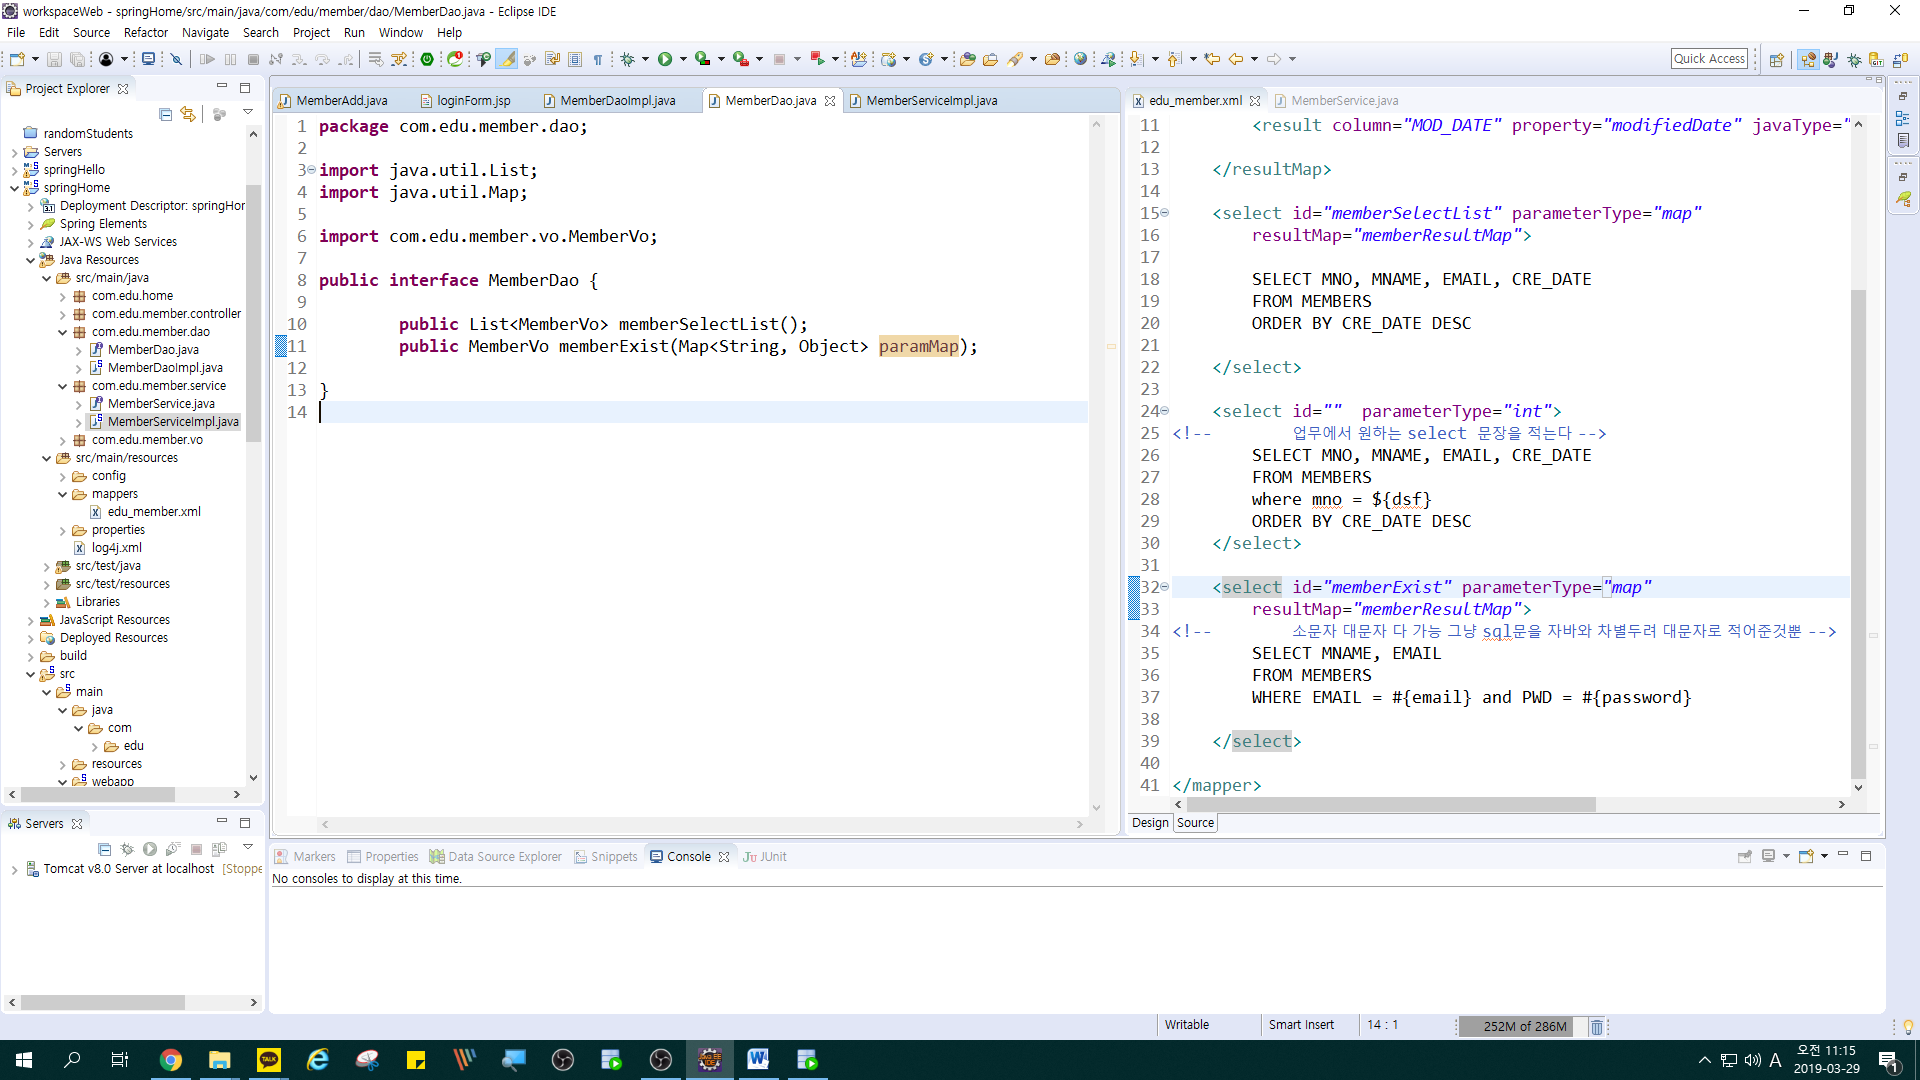 workspaceWeb - springHome/src/main/java/com/edu/member/dao/MemberDao.java - Eclipse IDE
File Edit Source Refactor Navigate Search Project Run Window Help
Quick Access
Project Explorer
randomStudents
Servers
springHello
springHome
Deployment Descriptor: springHor
Spring Elements
JAX-WS Web Services
Java Resources
src/main/java
com.edu.home
com.edu.member.controller
com.edu.member.dao
MemberDao.java
MemberDaoImpl.java
com.edu.member.service
MemberService.java
MemberServiceImpl.java
com.edu.member.vo
src/main/resources
config
mappers
edu_member.xml
properties
log4j.xml
src/test/java
src/test/resources
Libraries
JavaScript Resources
Deployed Resources
build
src
main
java
com
edu
resources
webapp
Servers
Tomcat v8.0 Server at localhost [Stoppe
MemberAdd.java loginForm.jsp MemberDaoImpl.java MemberDao.java MemberServiceImpl.java
1 package com.edu.member.dao;
2
3 import java.util.List;
4 import java.util.Map;
5
6 import com.edu.member.vo.MemberVo;
7
8 public interface MemberDao {
9
10 public List<MemberVo> memberSelectList();
11 public MemberVo memberExist(Map<String, Object> paramMap);
12
13 }
14
edu_member.xml MemberService.java
11 <result column="MOD_DATE" property="modifiedDate" javaType="
12
13 </resultMap>
14
15 <select id="memberSelectList" parameterType="map"
16 resultMap="memberResultMap">
17
18 SELECT MNO, MNAME, EMAIL, CRE_DATE
19 FROM MEMBERS
20 ORDER BY CRE_DATE DESC
21
22 </select>
23
24 <select id="" parameterType="int">
25 <!-- 업무에서 원하는 select 문장을 적는다 -->
26 SELECT MNO, MNAME, EMAIL, CRE_DATE
27 FROM MEMBERS
28 where mno = ${dsf}
29 ORDER BY CRE_DATE DESC
30 </select>
31
32 <select id="memberExist" parameterType="map"
33 resultMap="memberResultMap">
34 <!-- 소문자 대문자 다 가능 그냥 sql문을 자바와 차별두려 대문자로 적어준것뿐 -->
35 SELECT MNAME, EMAIL
36 FROM MEMBERS
37 WHERE EMAIL = #{email} and PWD = #{password}
38
39 </select>
40
41 </mapper>
Design Source
Markers Properties Data Source Explorer Snippets Console JUnit
No consoles to display at this time.
Writable Smart Insert 14 : 1 252M of 286M
TALK
A 오전 11:15
2019-03-29
1